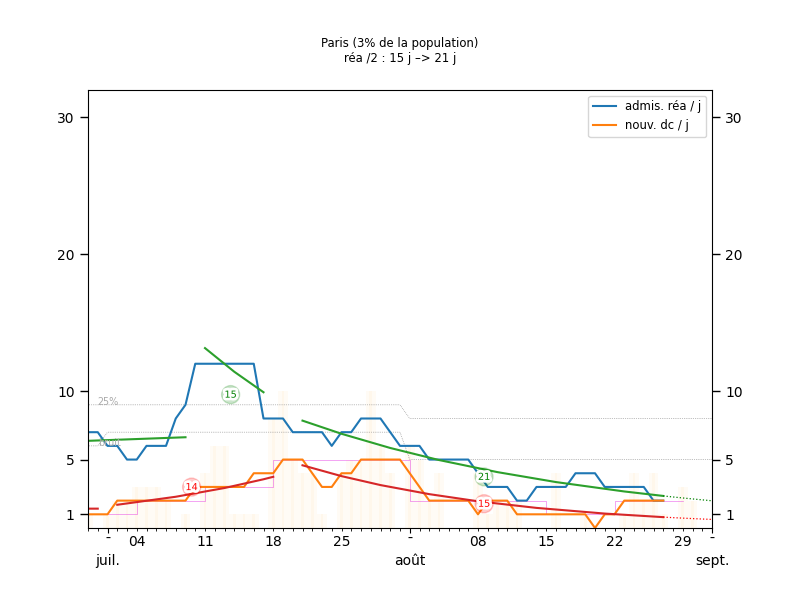 Paris (3% de la population)
réa /2 : 15 j –> 21 j
admis. réa / j
nouv. dc / j
30 30
20 20
10 10
5 5
1 1
25%
15
14
21
15
04 11 18 25 08 15 22 29
juil. août sept.